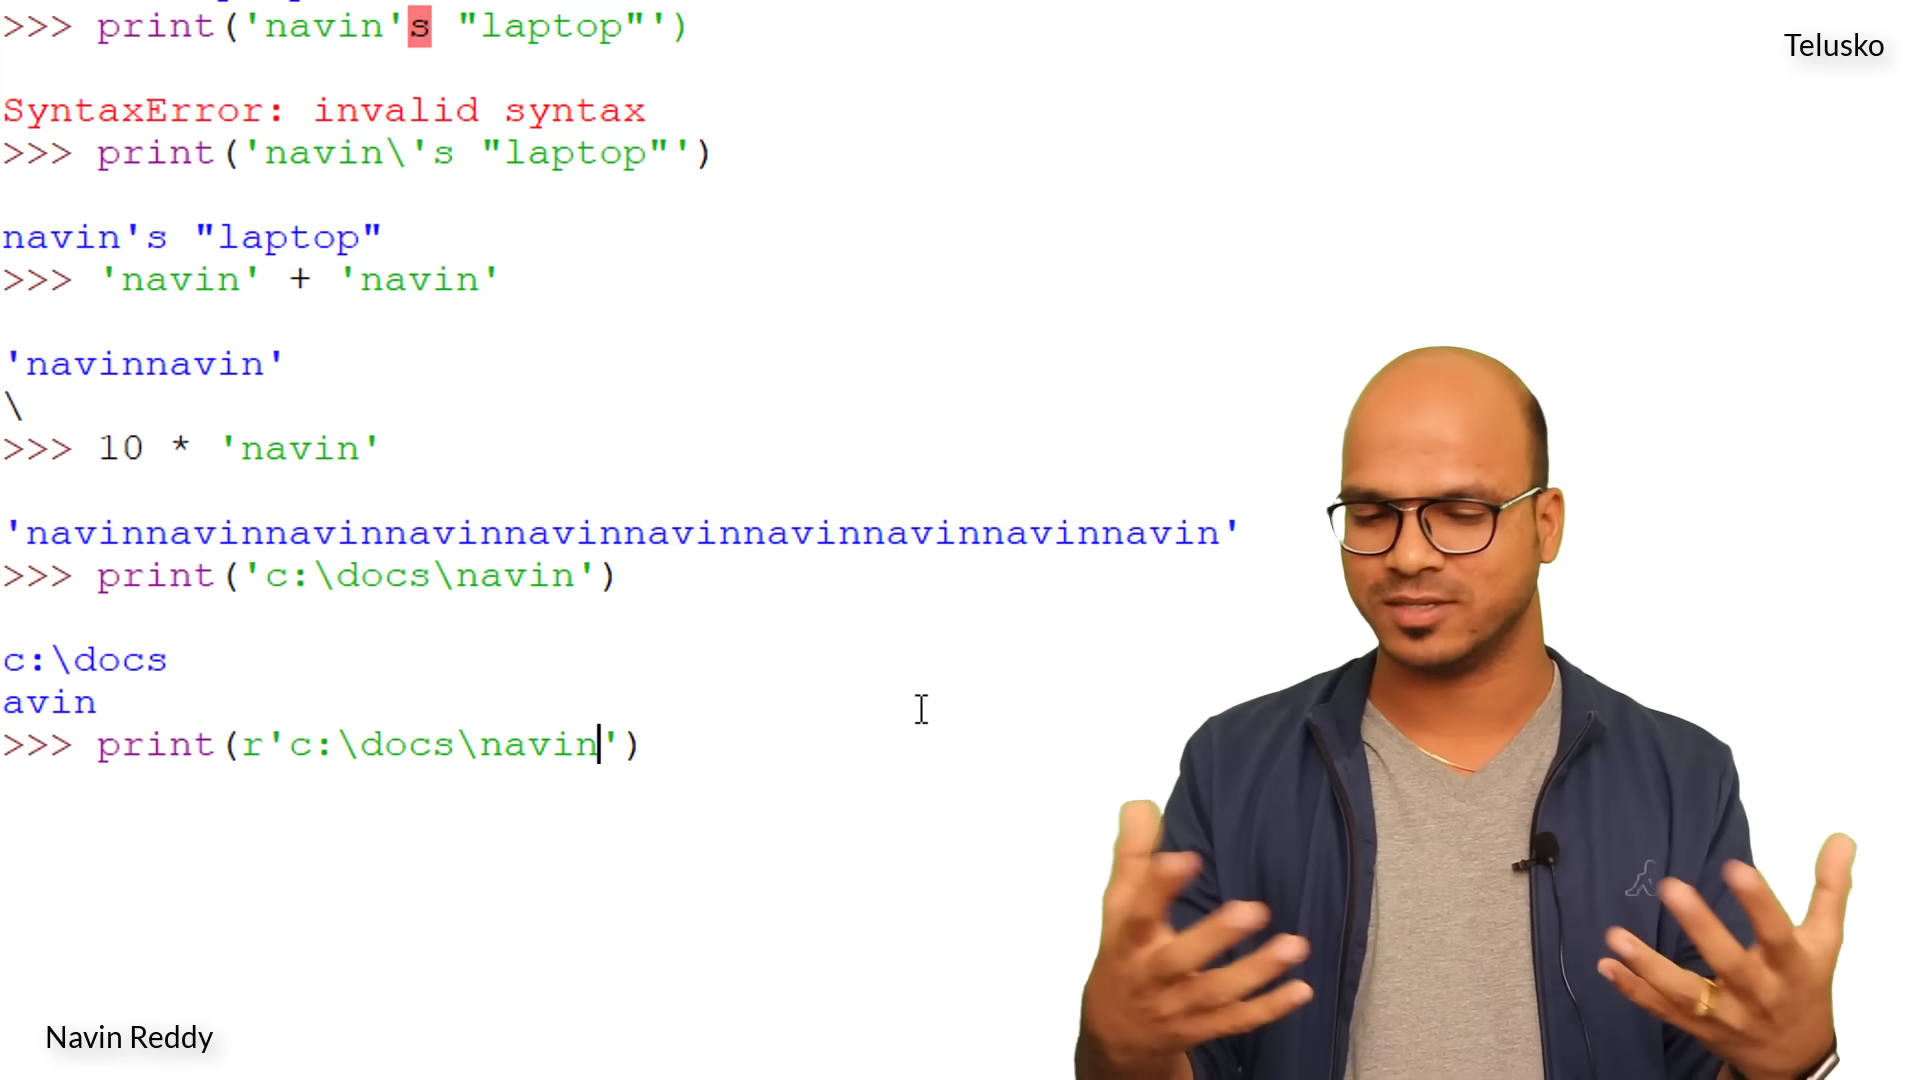 >>> print('navin's "laptop"')
Telusko
SyntaxError: invalid syntax
>>> print('navin\'s "laptop"')
navin's "laptop"
>>> 'navin' + 'navin'
'navinnavin'
\
>>> 10 * 'navin'
'navinnavinnavinnavinnavinnavinnavinnavinnavinnavin'
>>> print('c:\docs\navin')
c:\docs
avin
>>> print(r'c:\docs\navin')
Navin Reddy